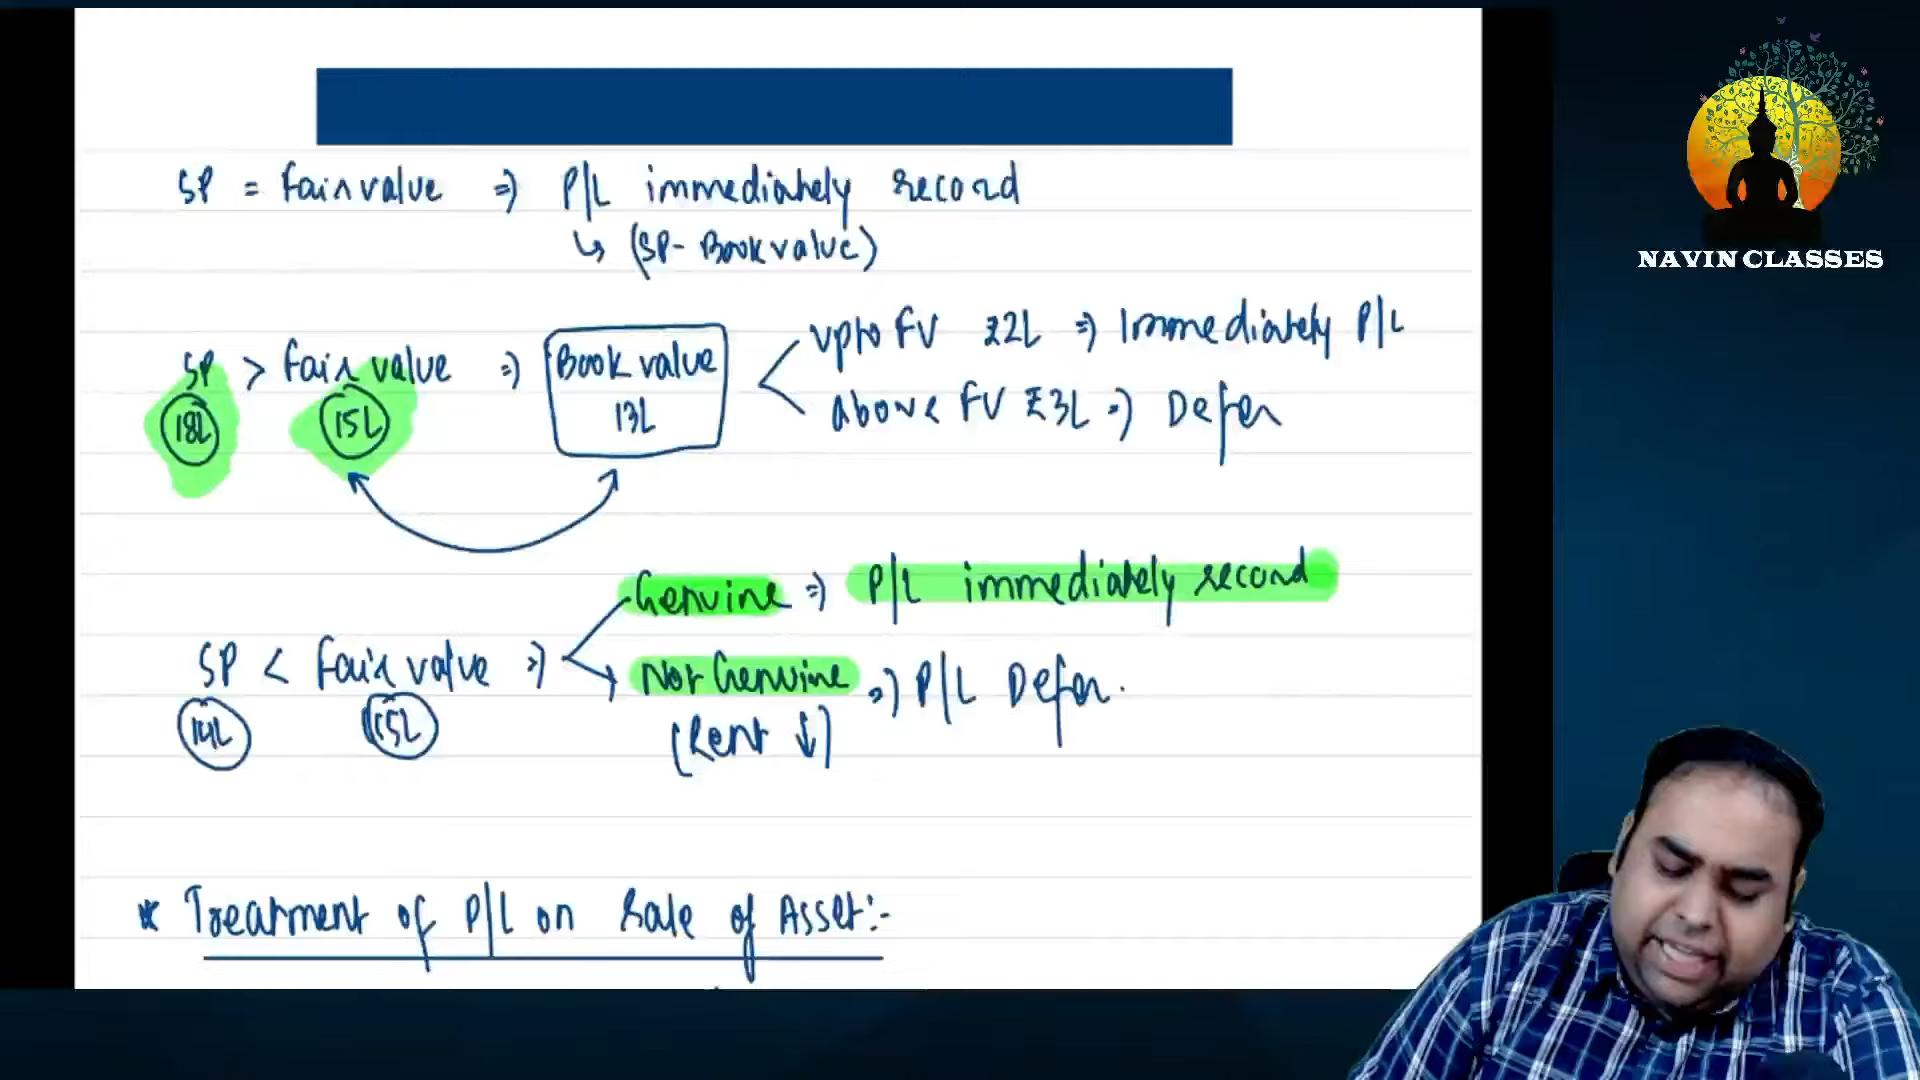 SP = Fair value ⇒ P/L immediately record
↳ (SP - Book value)
NAVIN CLASSES
SP > Fair value ⇒ Book value
18L 15L 13L
upto FV ₹2L ⇒ Immediately P/L
above FV ₹3L ⇒ Defer
Genuine ⇒ P/L immediately record
SP < Fair value ⇒
14L 15L
Not Genuine ⇒ P/L Defer.
(Rent ↓)
* Treatment of P/L on Sale of Asset:-